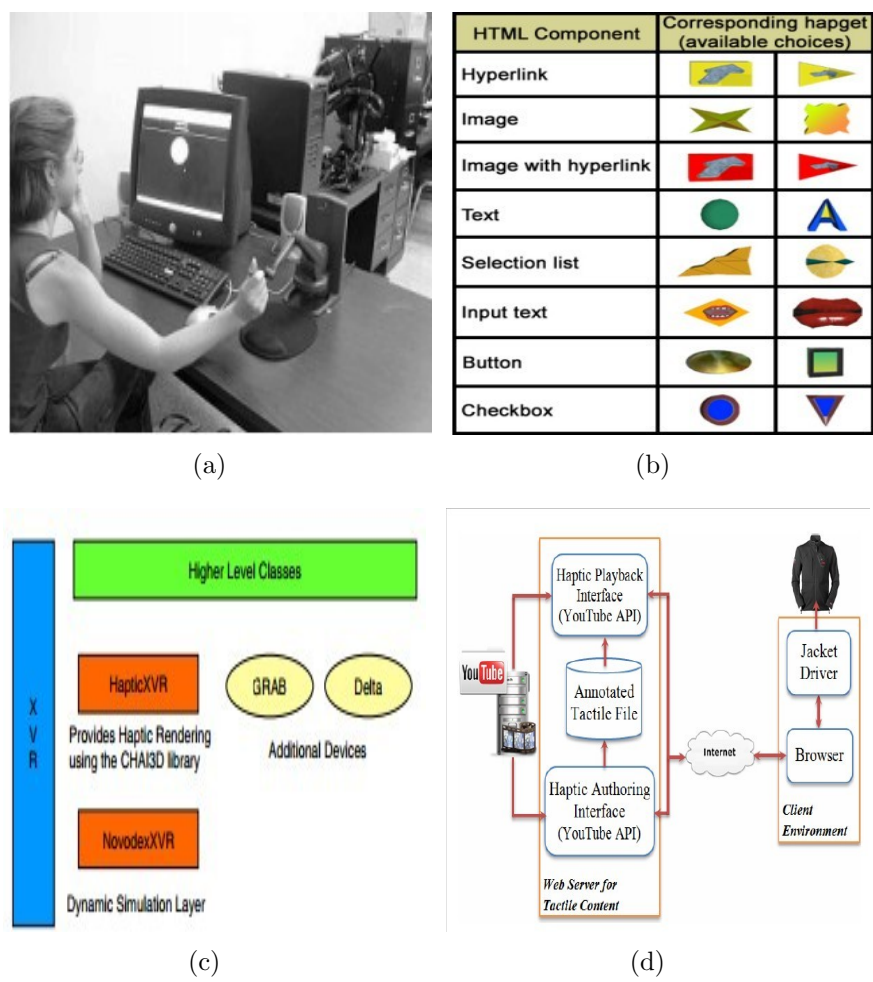 HTML Component
Corresponding hapget
(available choices)
Hyperlink
Image
Image with hyperlink
Text
Selection list
Input text
Button
Checkbox
(a)
(b)
X
V
R
Higher Level Classes
HapticXVR
GRAB
Delta
Provides Haptic Rendering
using the CHAI3D library
Additional Devices
NovodexXVR
Dynamic Simulation Layer
Haptic Playback
Interface
(YouTube API)
YouTube
Annotated
Tactile File
Haptic Authoring
Interface
(YouTube API)
Web Server for
Tactile Content
Internet
Jacket
Driver
Browser
Client
Environment
(c)
(d)